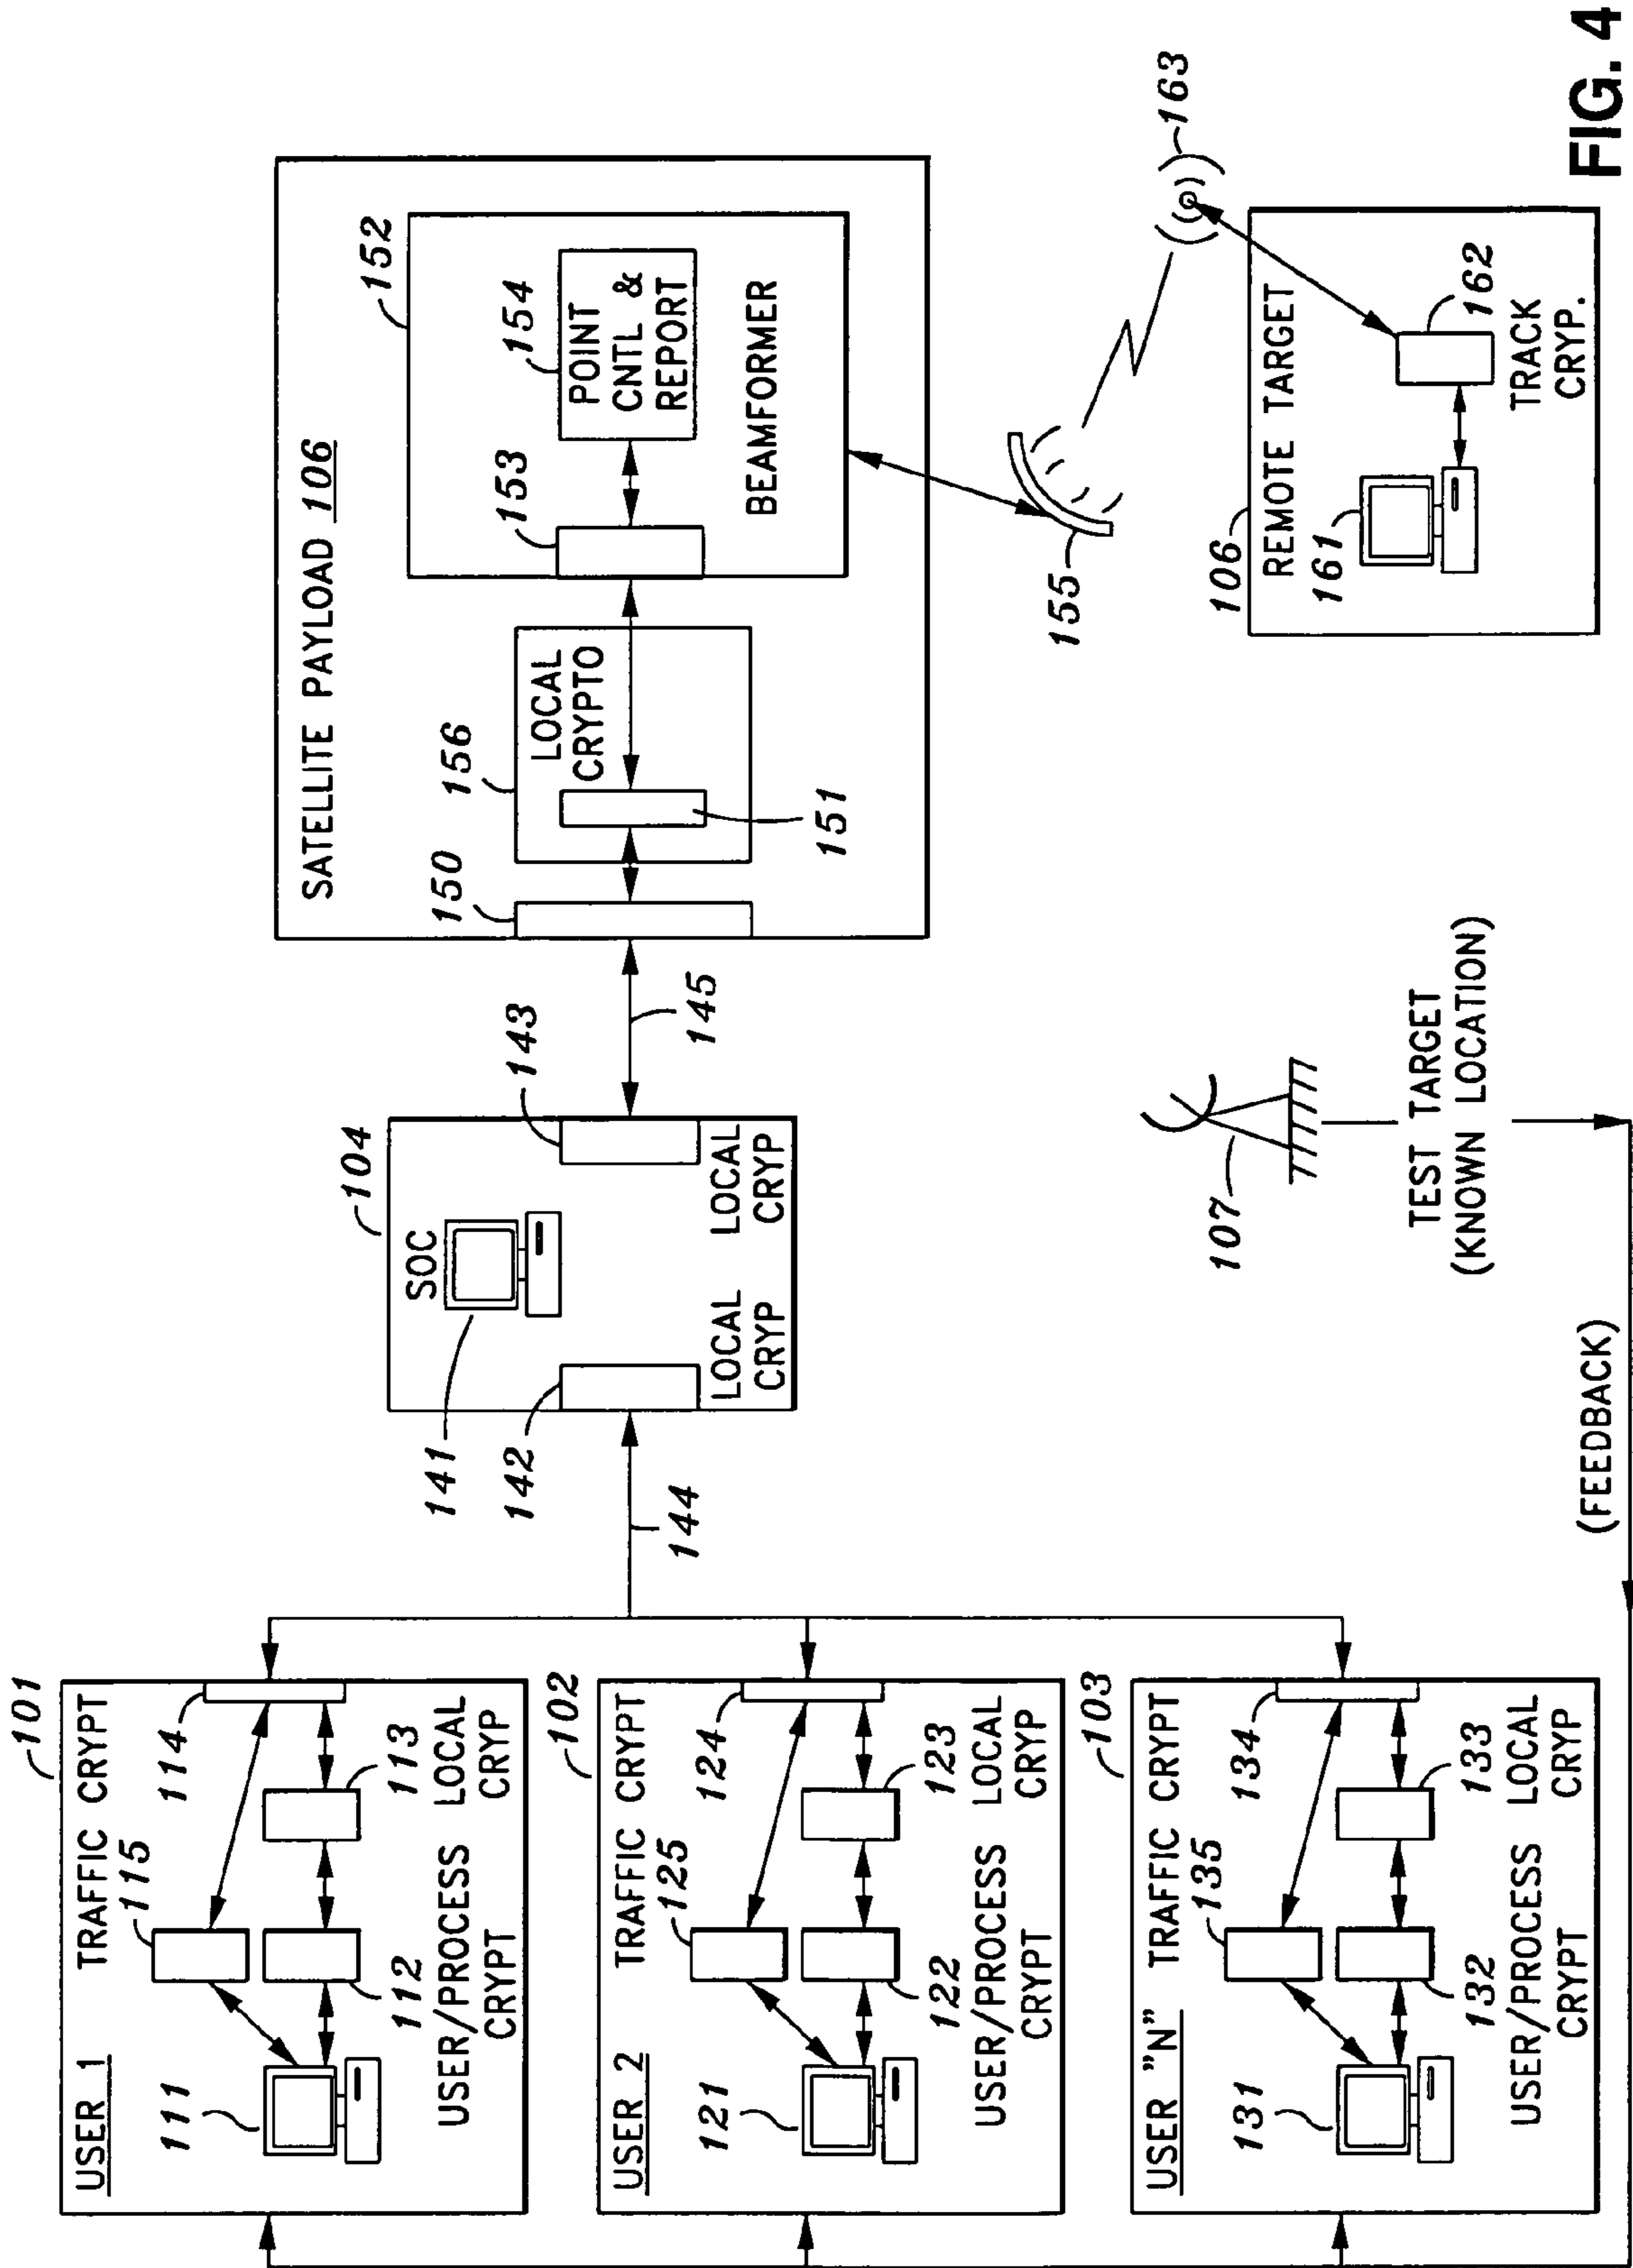 101
USER 1
TRAFFIC CRYPT
115
114
111
112
113
USER/PROCESS
CRYPT
LOCAL
CRYP
102
USER 2
TRAFFIC CRYPT
125
124
121
122
123
USER/PROCESS
CRYPT
LOCAL
CRYP
103
USER "N"
TRAFFIC CRYPT
135
134
131
132
133
USER/PROCESS
CRYPT
LOCAL
CRYP
144
104
SOC
141
142
143
LOCAL
CRYP
LOCAL
CRYP
145
SATELLITE PAYLOAD 106
150
156
LOCAL
CRYPTO
151
152
153
154
POINT
CNTL &
REPORT
BEAMFORMER
155
163
107
TEST TARGET
(KNOWN LOCATION)
(FEEDBACK)
106
REMOTE TARGET
161
162
TRACK
CRYP.
FIG. 4